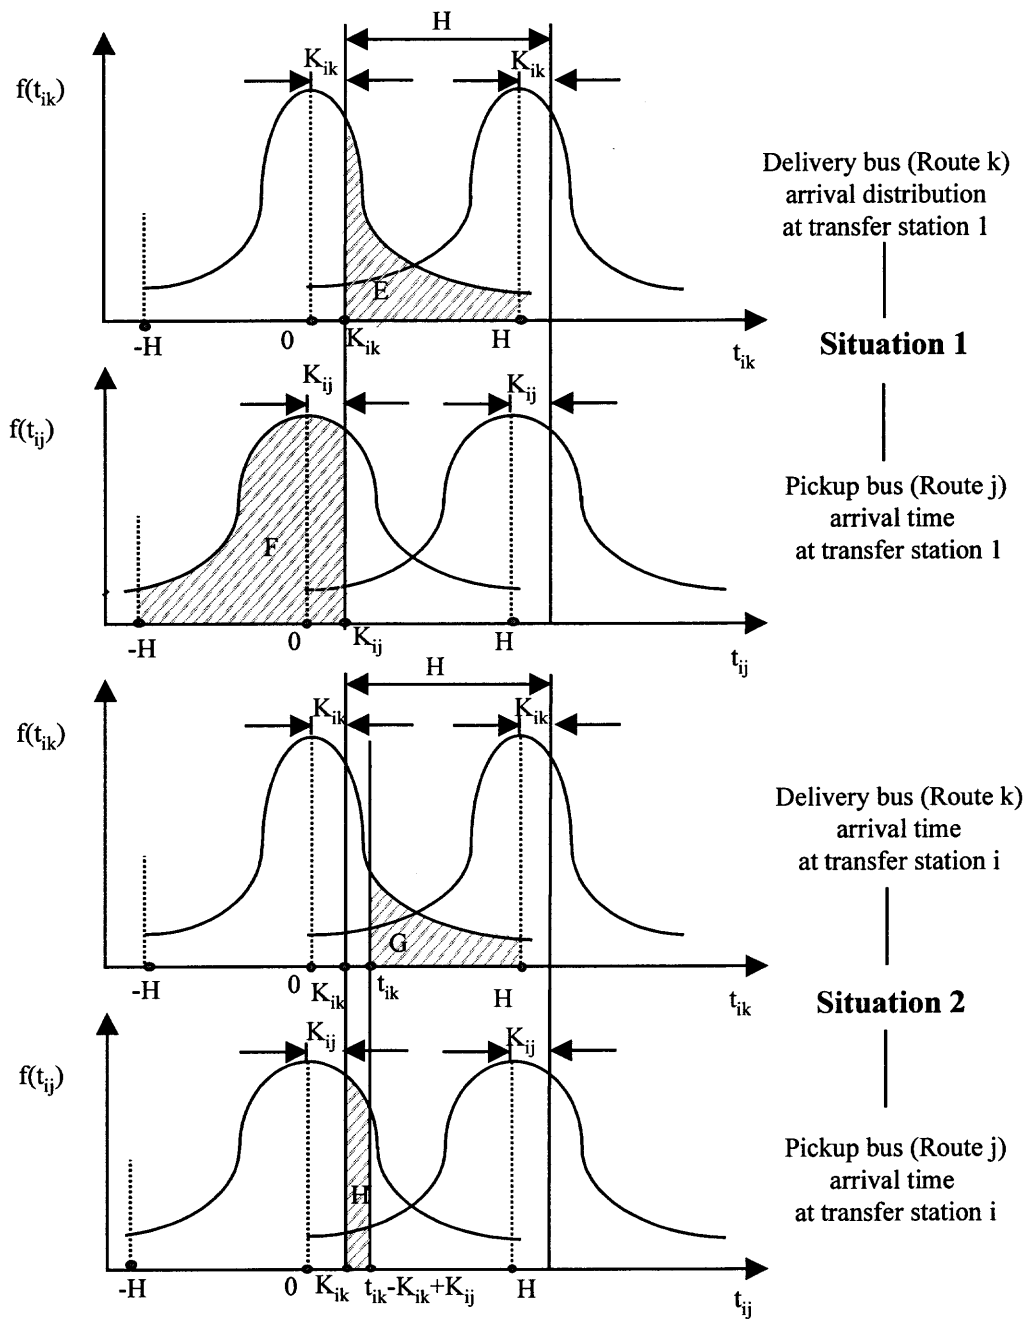 H
K_ik K_ik
f(t_ik)
Delivery bus (Route k)
arrival distribution
at transfer station 1
E
-H 0 K_ik H t_ik
Situation 1
K_ij K_ij
f(t_ij)
Pickup bus (Route j)
arrival time
at transfer station 1
F
-H 0 K_ij H t_ij
H
K_ik K_ik
f(t_ik)
Delivery bus (Route k)
arrival time
at transfer station i
G
-H 0 K_ik t_ik H t_ik
Situation 2
K_ij K_ij
f(t_ij)
Pickup bus (Route j)
arrival time
at transfer station i
H
-H 0 K_ik t_ik-K_ik+K_ij H t_ij